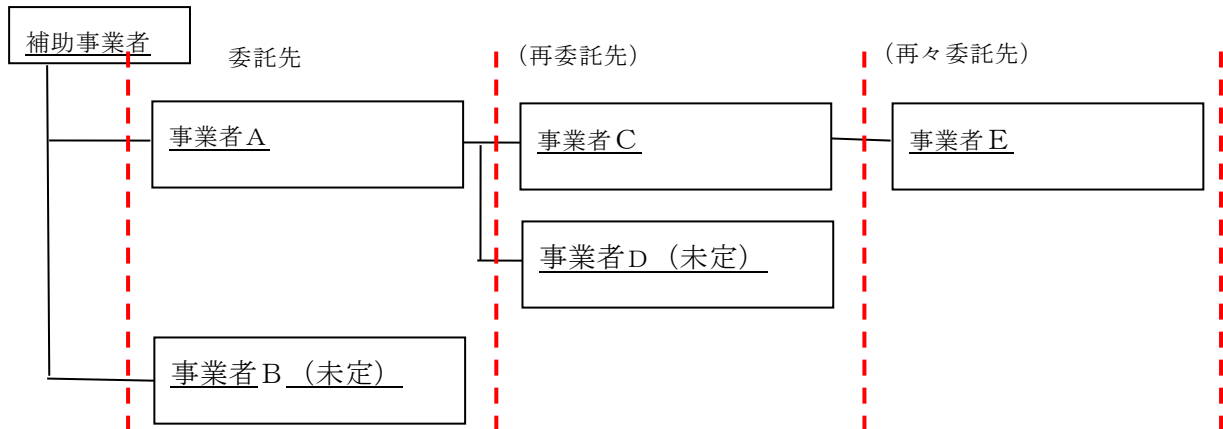 補助事業者
委託先
(再委託先)
(再々委託先)
事業者A
事業者C
事業者E
事業者D（未定）
事業者B（未定）